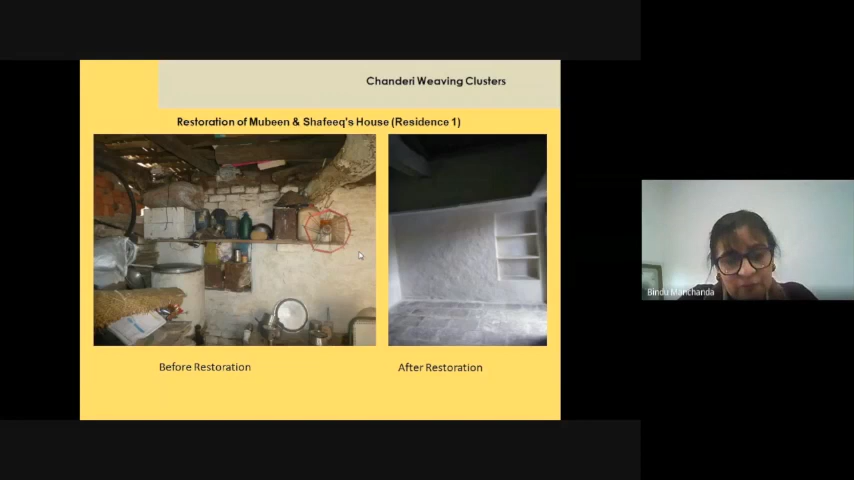 Chanderi Weaving Clusters
Restoration of Mubeen & Shafeeq's House (Residence 1)
Before Restoration
After Restoration
Bindu Manchanda